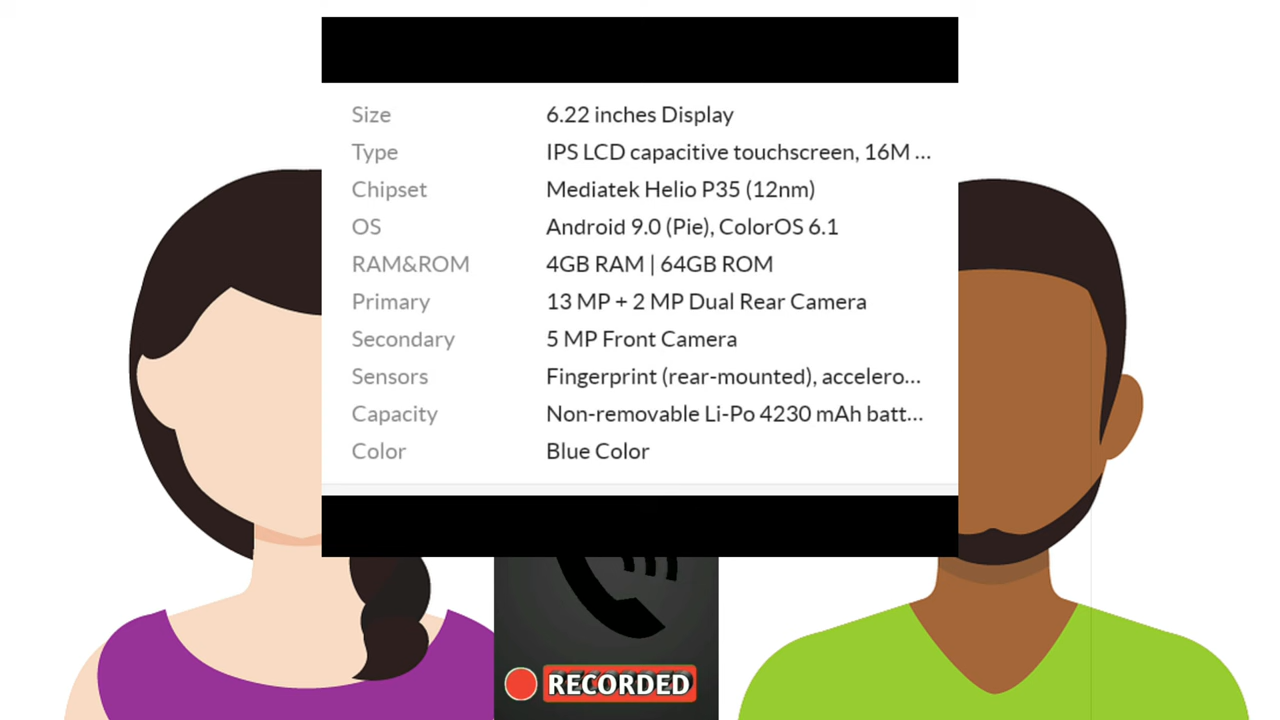 Size 6.22 inches Display
Type IPS LCD capacitive touchscreen, 16M ...
Chipset Mediatek Helio P35 (12nm)
OS Android 9.0 (Pie), ColorOS 6.1
RAM&ROM 4GB RAM | 64GB ROM
Primary 13 MP + 2 MP Dual Rear Camera
Secondary 5 MP Front Camera
Sensors Fingerprint (rear-mounted), accelero...
Capacity Non-removable Li-Po 4230 mAh batt...
Color Blue Color
RECORDED